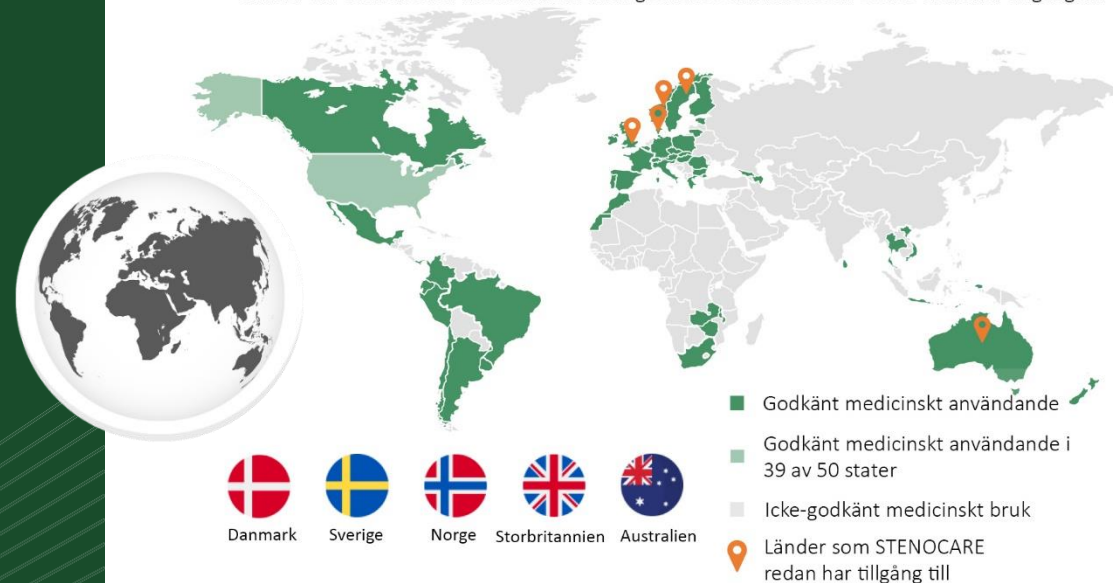 Godkänt medicinskt användande
Godkänt medicinskt användande i
39 av 50 stater
Icke-godkänt medicinskt bruk
Länder som STENOCARE
redan har tillgång till
Danmark
Sverige
Norge
Storbritannien
Australien